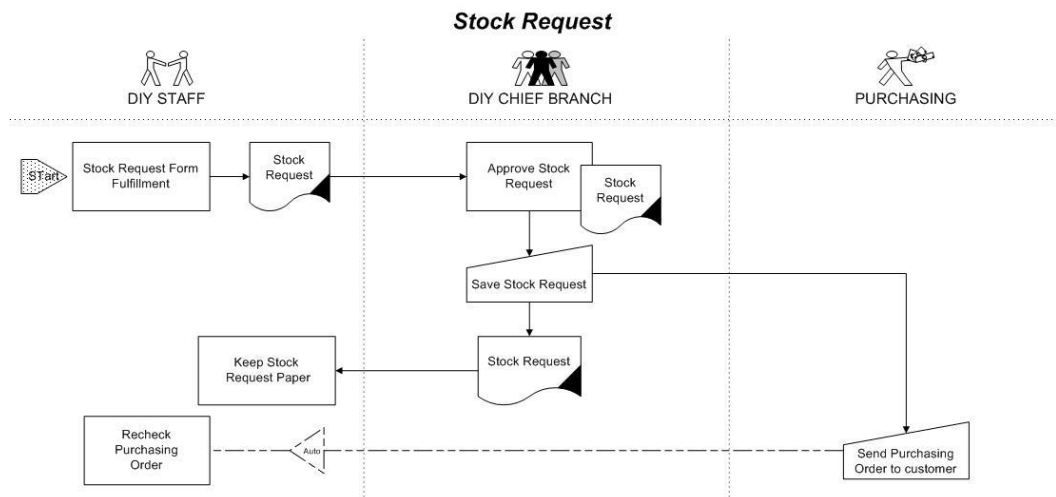 Stock Request
DIY STAFF
DIY CHIEF BRANCH
PURCHASING
STart
Stock Request Form
Fulfillment
Stock
Request
Approve Stock
Request
Stock
Request
Save Stock Request
Keep Stock
Request Paper
Stock Request
Recheck
Purchasing
Order
Auto
Send Purchasing
Order to customer